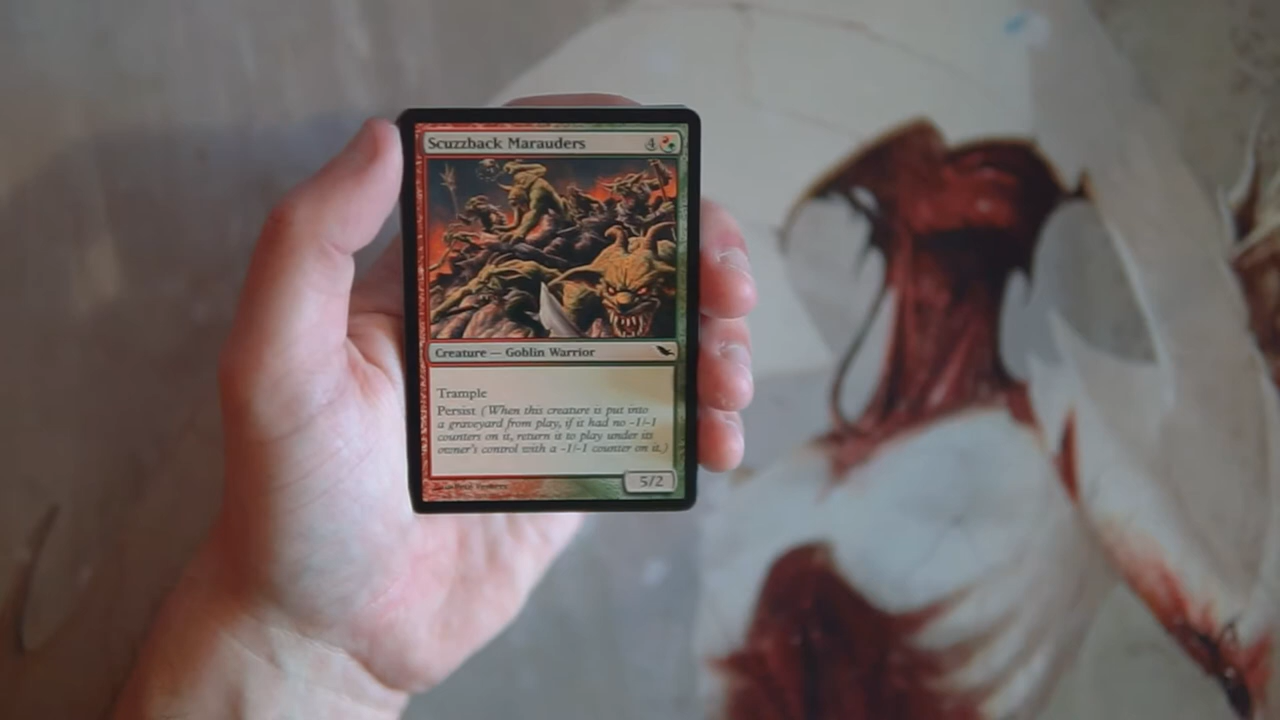 Scuzzback Marauders 4
Creature — Goblin Warrior
Trample
Persist (When this creature is put into
a graveyard from play, if it had no -1/-1
counters on it, return it to play under its
owner's control with a -1/-1 counter on it.)
5/2